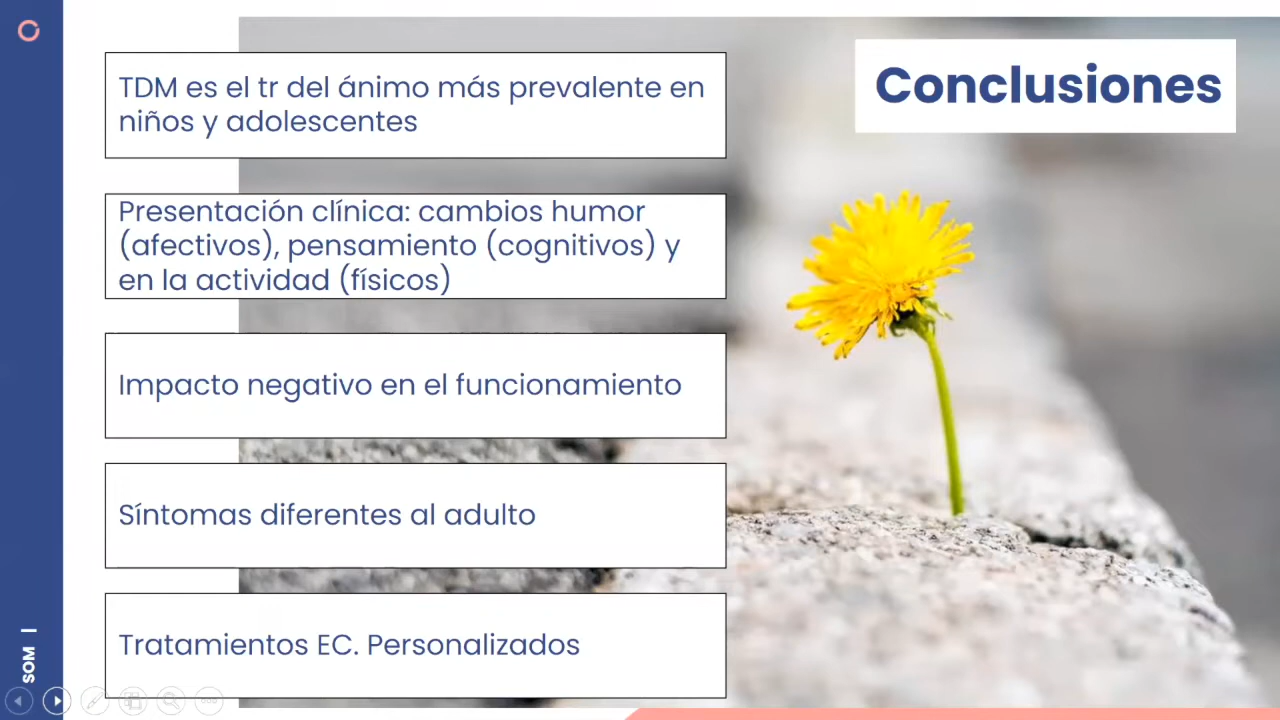 Conclusiones
TDM es el tr del ánimo más prevalente en
niños y adolescentes
Presentación clínica: cambios humor
(afectivos), pensamiento (cognitivos) y
en la actividad (físicos)
Impacto negativo en el funcionamiento
Síntomas diferentes al adulto
Tratamientos EC. Personalizados
SOM |